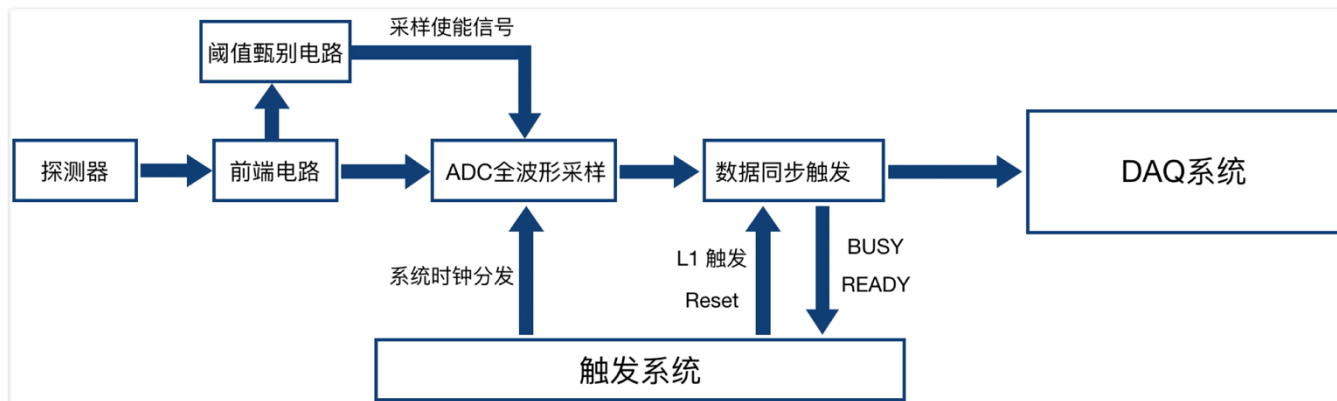 采样使能信号
阈值甄别电路
探测器
前端电路
ADC全波形采样
数据同步触发
DAQ系统
系统时钟分发
L1 触发
Reset
BUSY
READY
触发系统